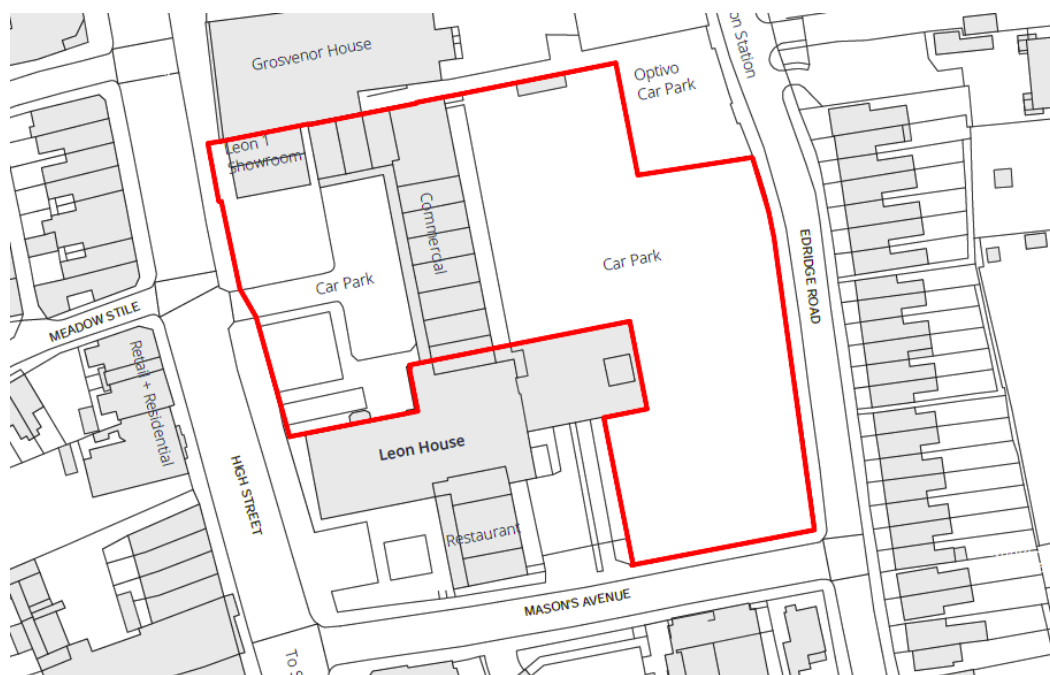 Grosvenor House
on Station
Optivo
Car Park
Leon 1
Showroom
Commercial
Car Park
Car Park
EDRIDGE ROAD
MEADOW STILE
Retail + Residential
Leon House
HIGH STREET
Restaurant
MASON'S AVENUE
To S